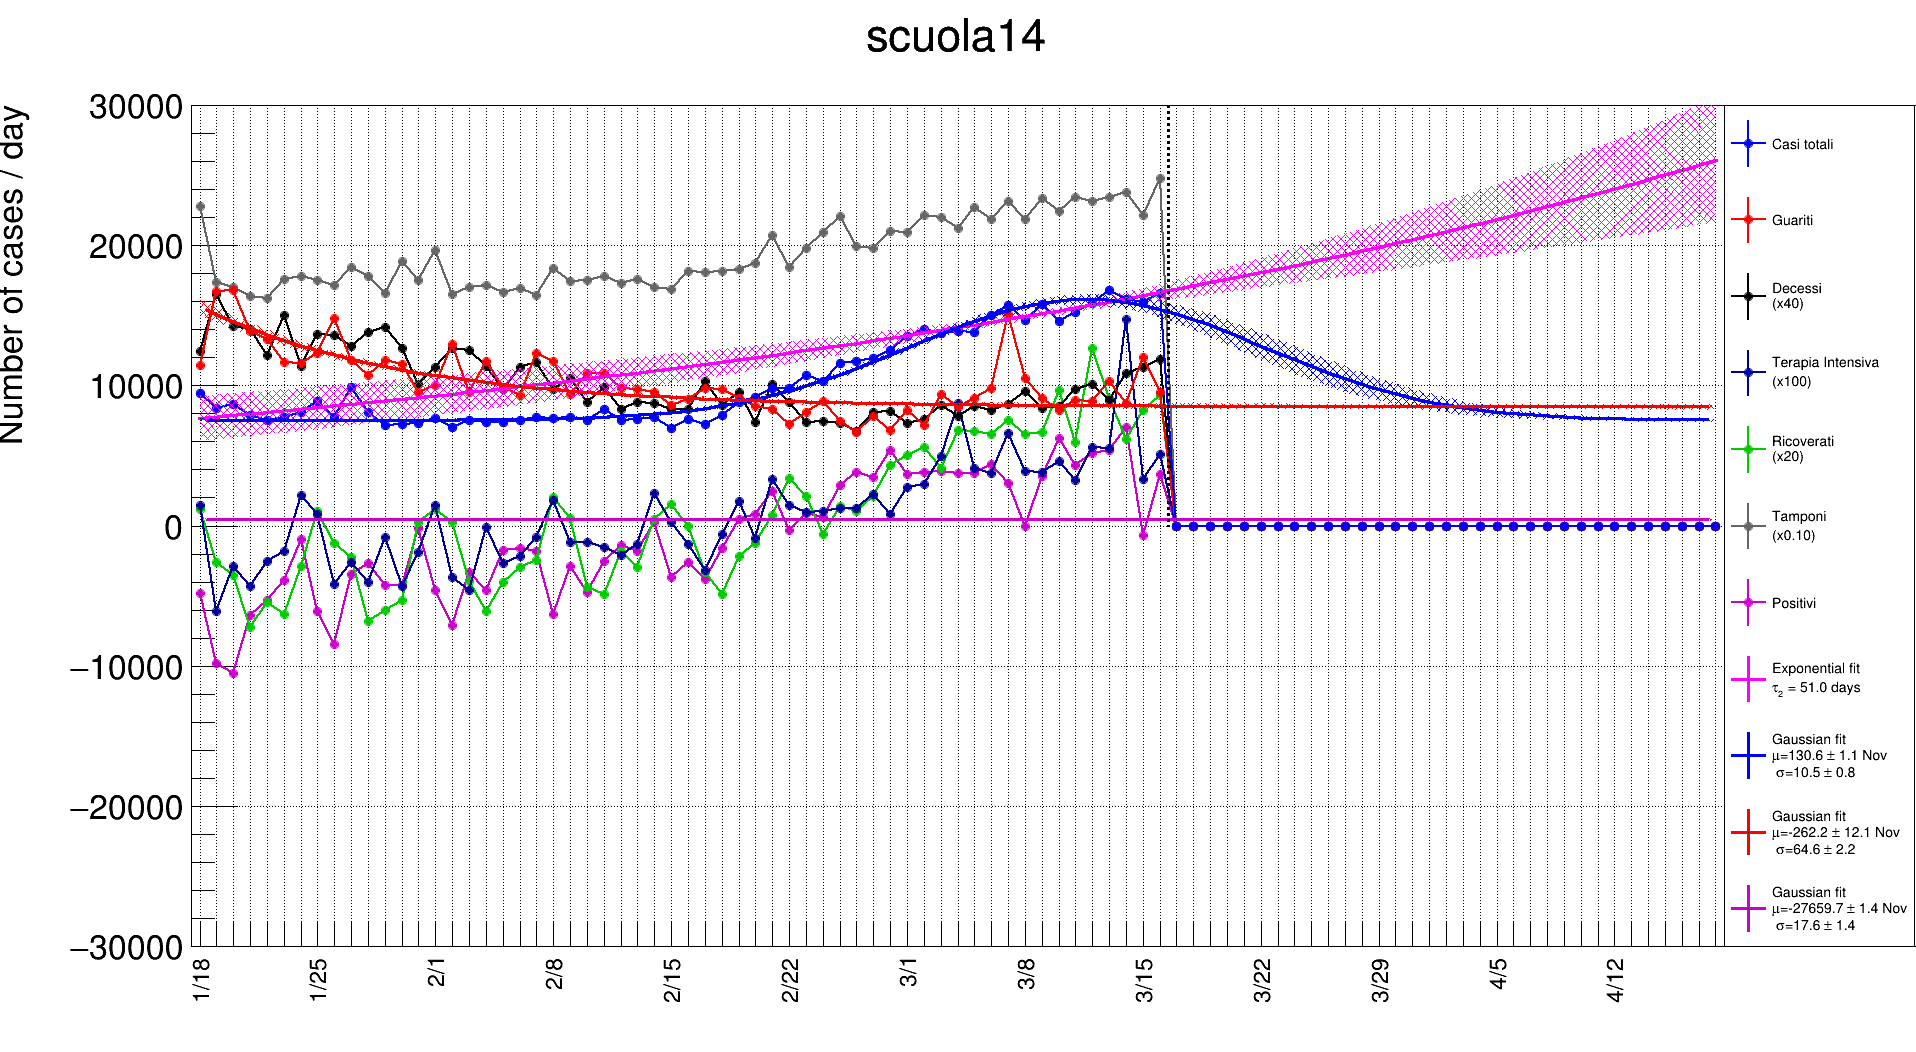 scuola14
Number of cases / day
30000
20000
10000
0
−10000
−20000
−30000
1/18
1/25
2/1
2/8
2/15
2/22
3/1
3/8
3/15
3/22
3/29
4/5
4/12
Casi totali
Guariti
Decessi
(x40)
Terapia Intensiva
(x100)
Ricoverati
(x20)
Tamponi
(x0.10)
Positivi
Exponential fit
τ2 = 51.0 days
Gaussian fit
μ=130.6 ± 1.1 Nov
σ=10.5 ± 0.8
Gaussian fit
μ=-262.2 ± 12.1 Nov
σ=64.6 ± 2.2
Gaussian fit
μ=-27659.7 ± 1.4 Nov
σ=17.6 ± 1.4